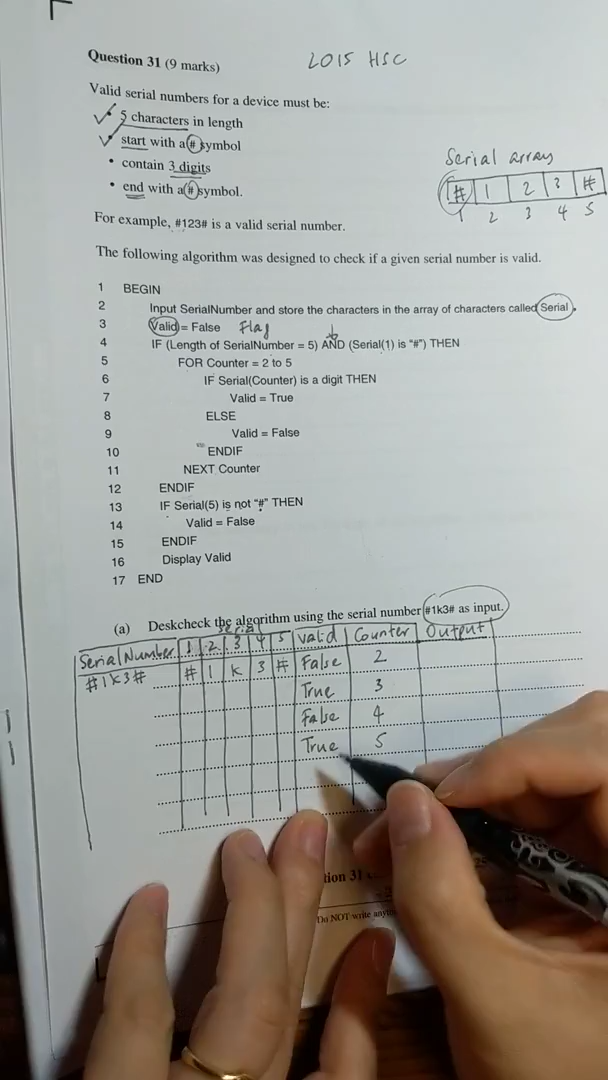 Question 31 (9 marks)
2015 HSC
Valid serial numbers for a device must be:
• 5 characters in length
• start with a # symbol
• contain 3 digits
• end with a # symbol.
Serial array
# 1 2 3 #
1 2 3 4 5
For example, #123# is a valid serial number.
The following algorithm was designed to check if a given serial number is valid.
1 BEGIN
2 Input SerialNumber and store the characters in the array of characters called Serial.
3 Valid = False Flag
4 IF (Length of SerialNumber = 5) AND (Serial(1) is "#") THEN
5 FOR Counter = 2 to 5
6 IF Serial(Counter) is a digit THEN
7 Valid = True
8 ELSE
9 Valid = False
10 ENDIF
11 NEXT Counter
12 ENDIF
13 IF Serial(5) is not "#" THEN
14 Valid = False
15 ENDIF
16 Display Valid
17 END
(a) Deskcheck the algorithm using the serial number #1k3# as input.
Serial
SerialNumber 1 2 3 4 5 Valid Counter Output
#1k3# # 1 k 3 # False 2
True 3
False 4
True 5
tion 31
Do NOT write